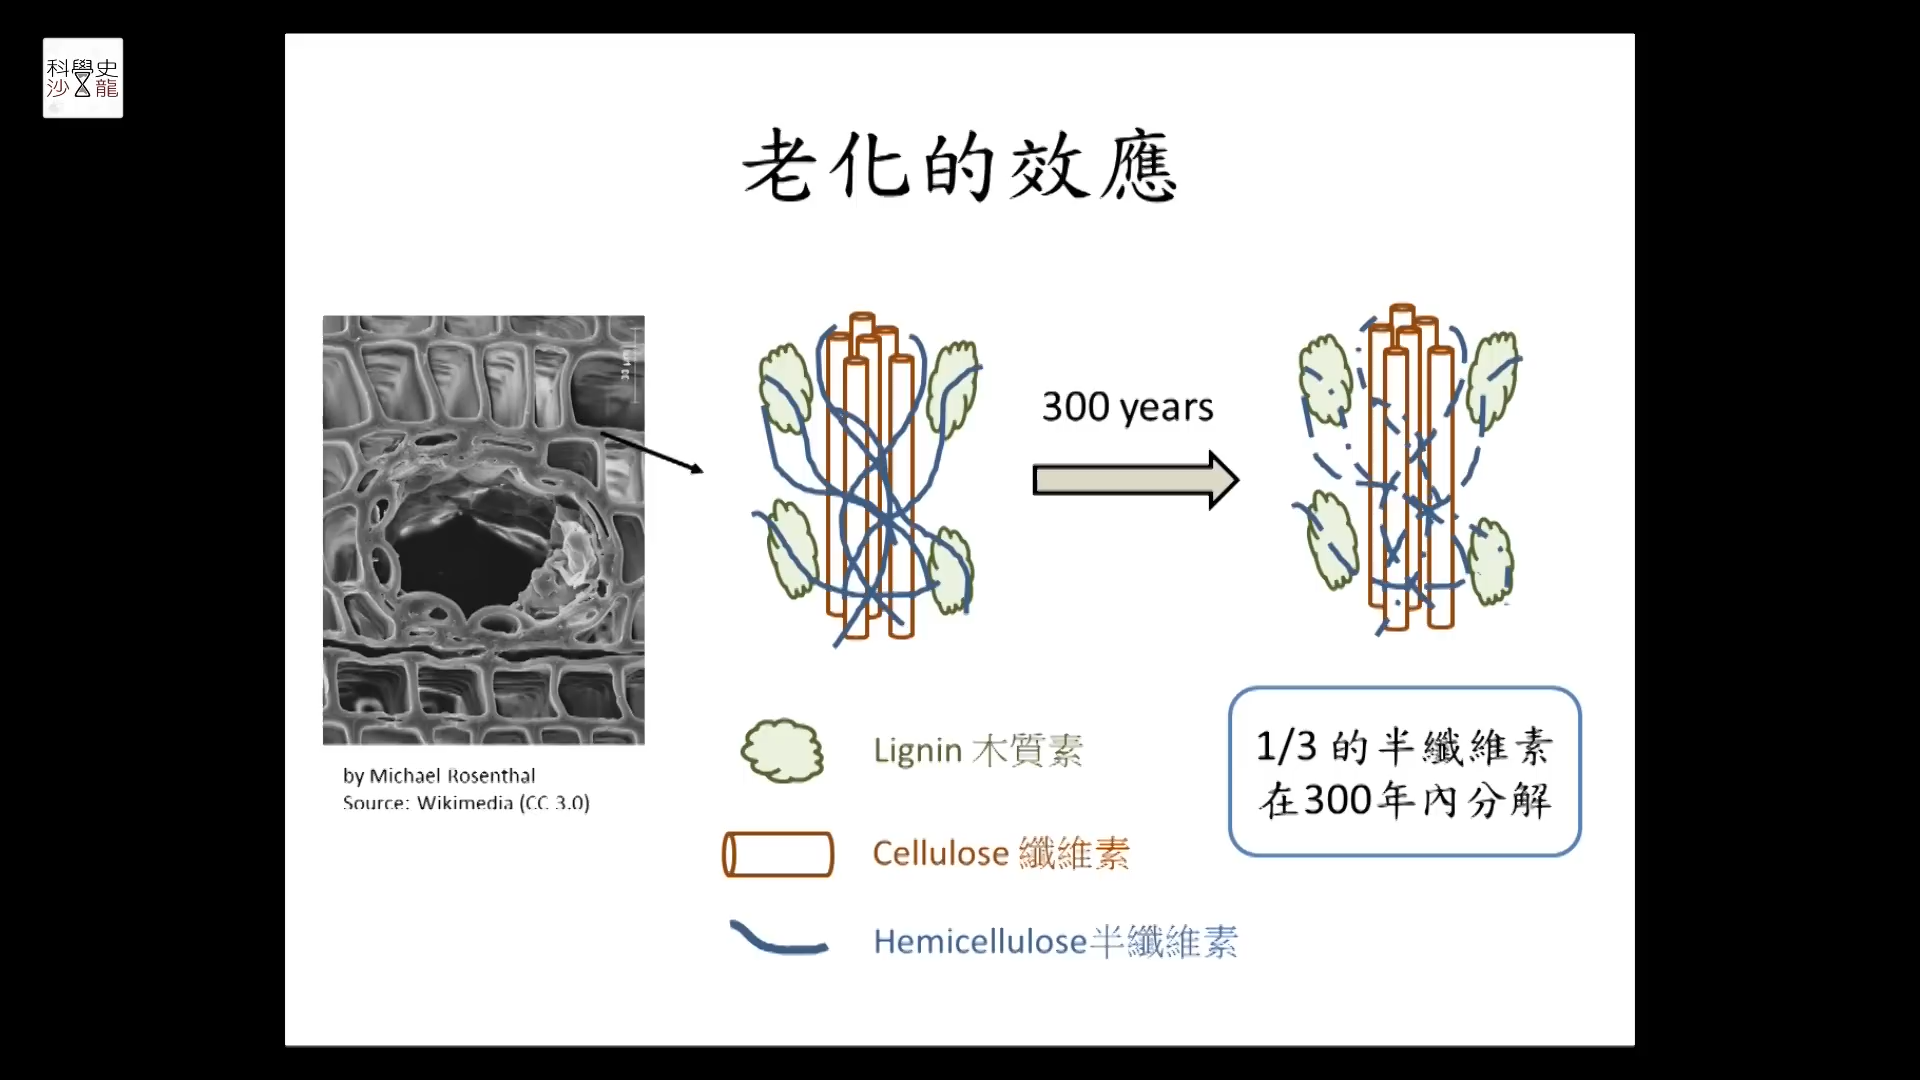 科學史
沙龍
老化的效應
300 years
by Michael Rosenthal
Source: Wikimedia (CC 3.0)
Lignin 木質素
Cellulose 纖維素
Hemicellulose半纖維素
1/3 的半纖維素
在300年內分解